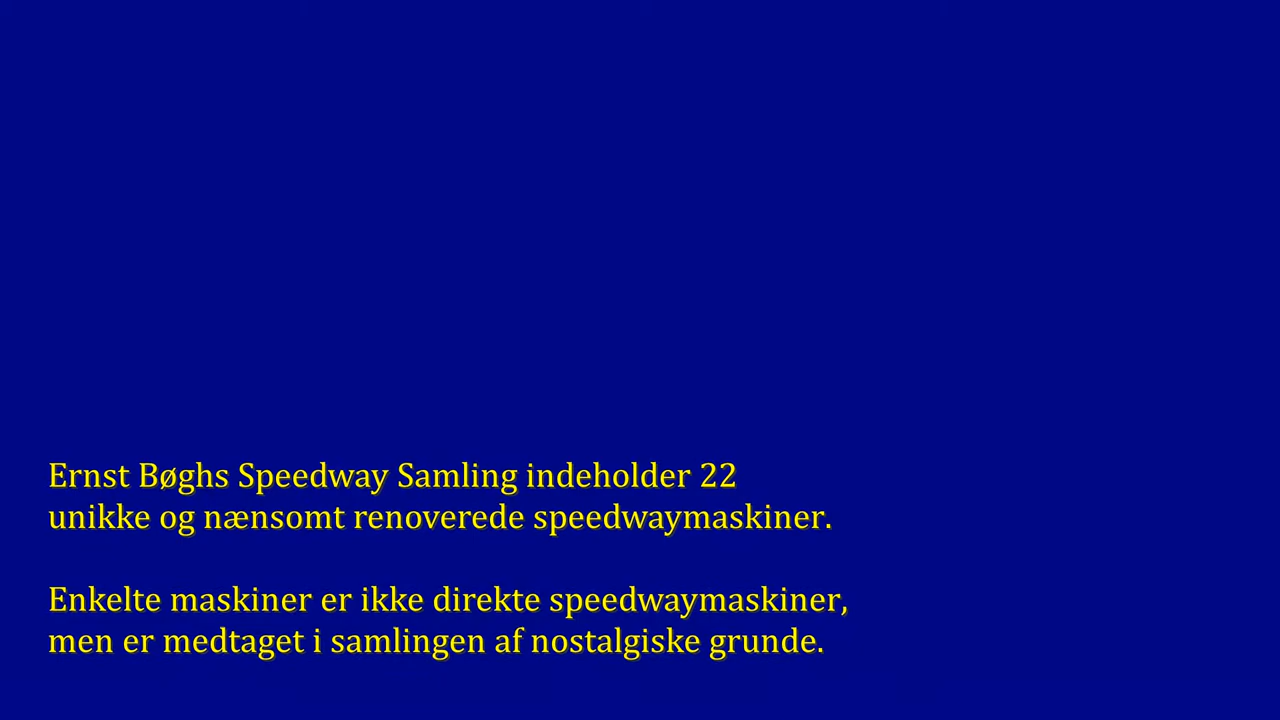 Ernst Bøghs Speedway Samling indeholder 22
unikke og nænsomt renoverede speedwaymaskiner.
Enkelte maskiner er ikke direkte speedwaymaskiner,
men er medtaget i samlingen af nostalgiske grunde.